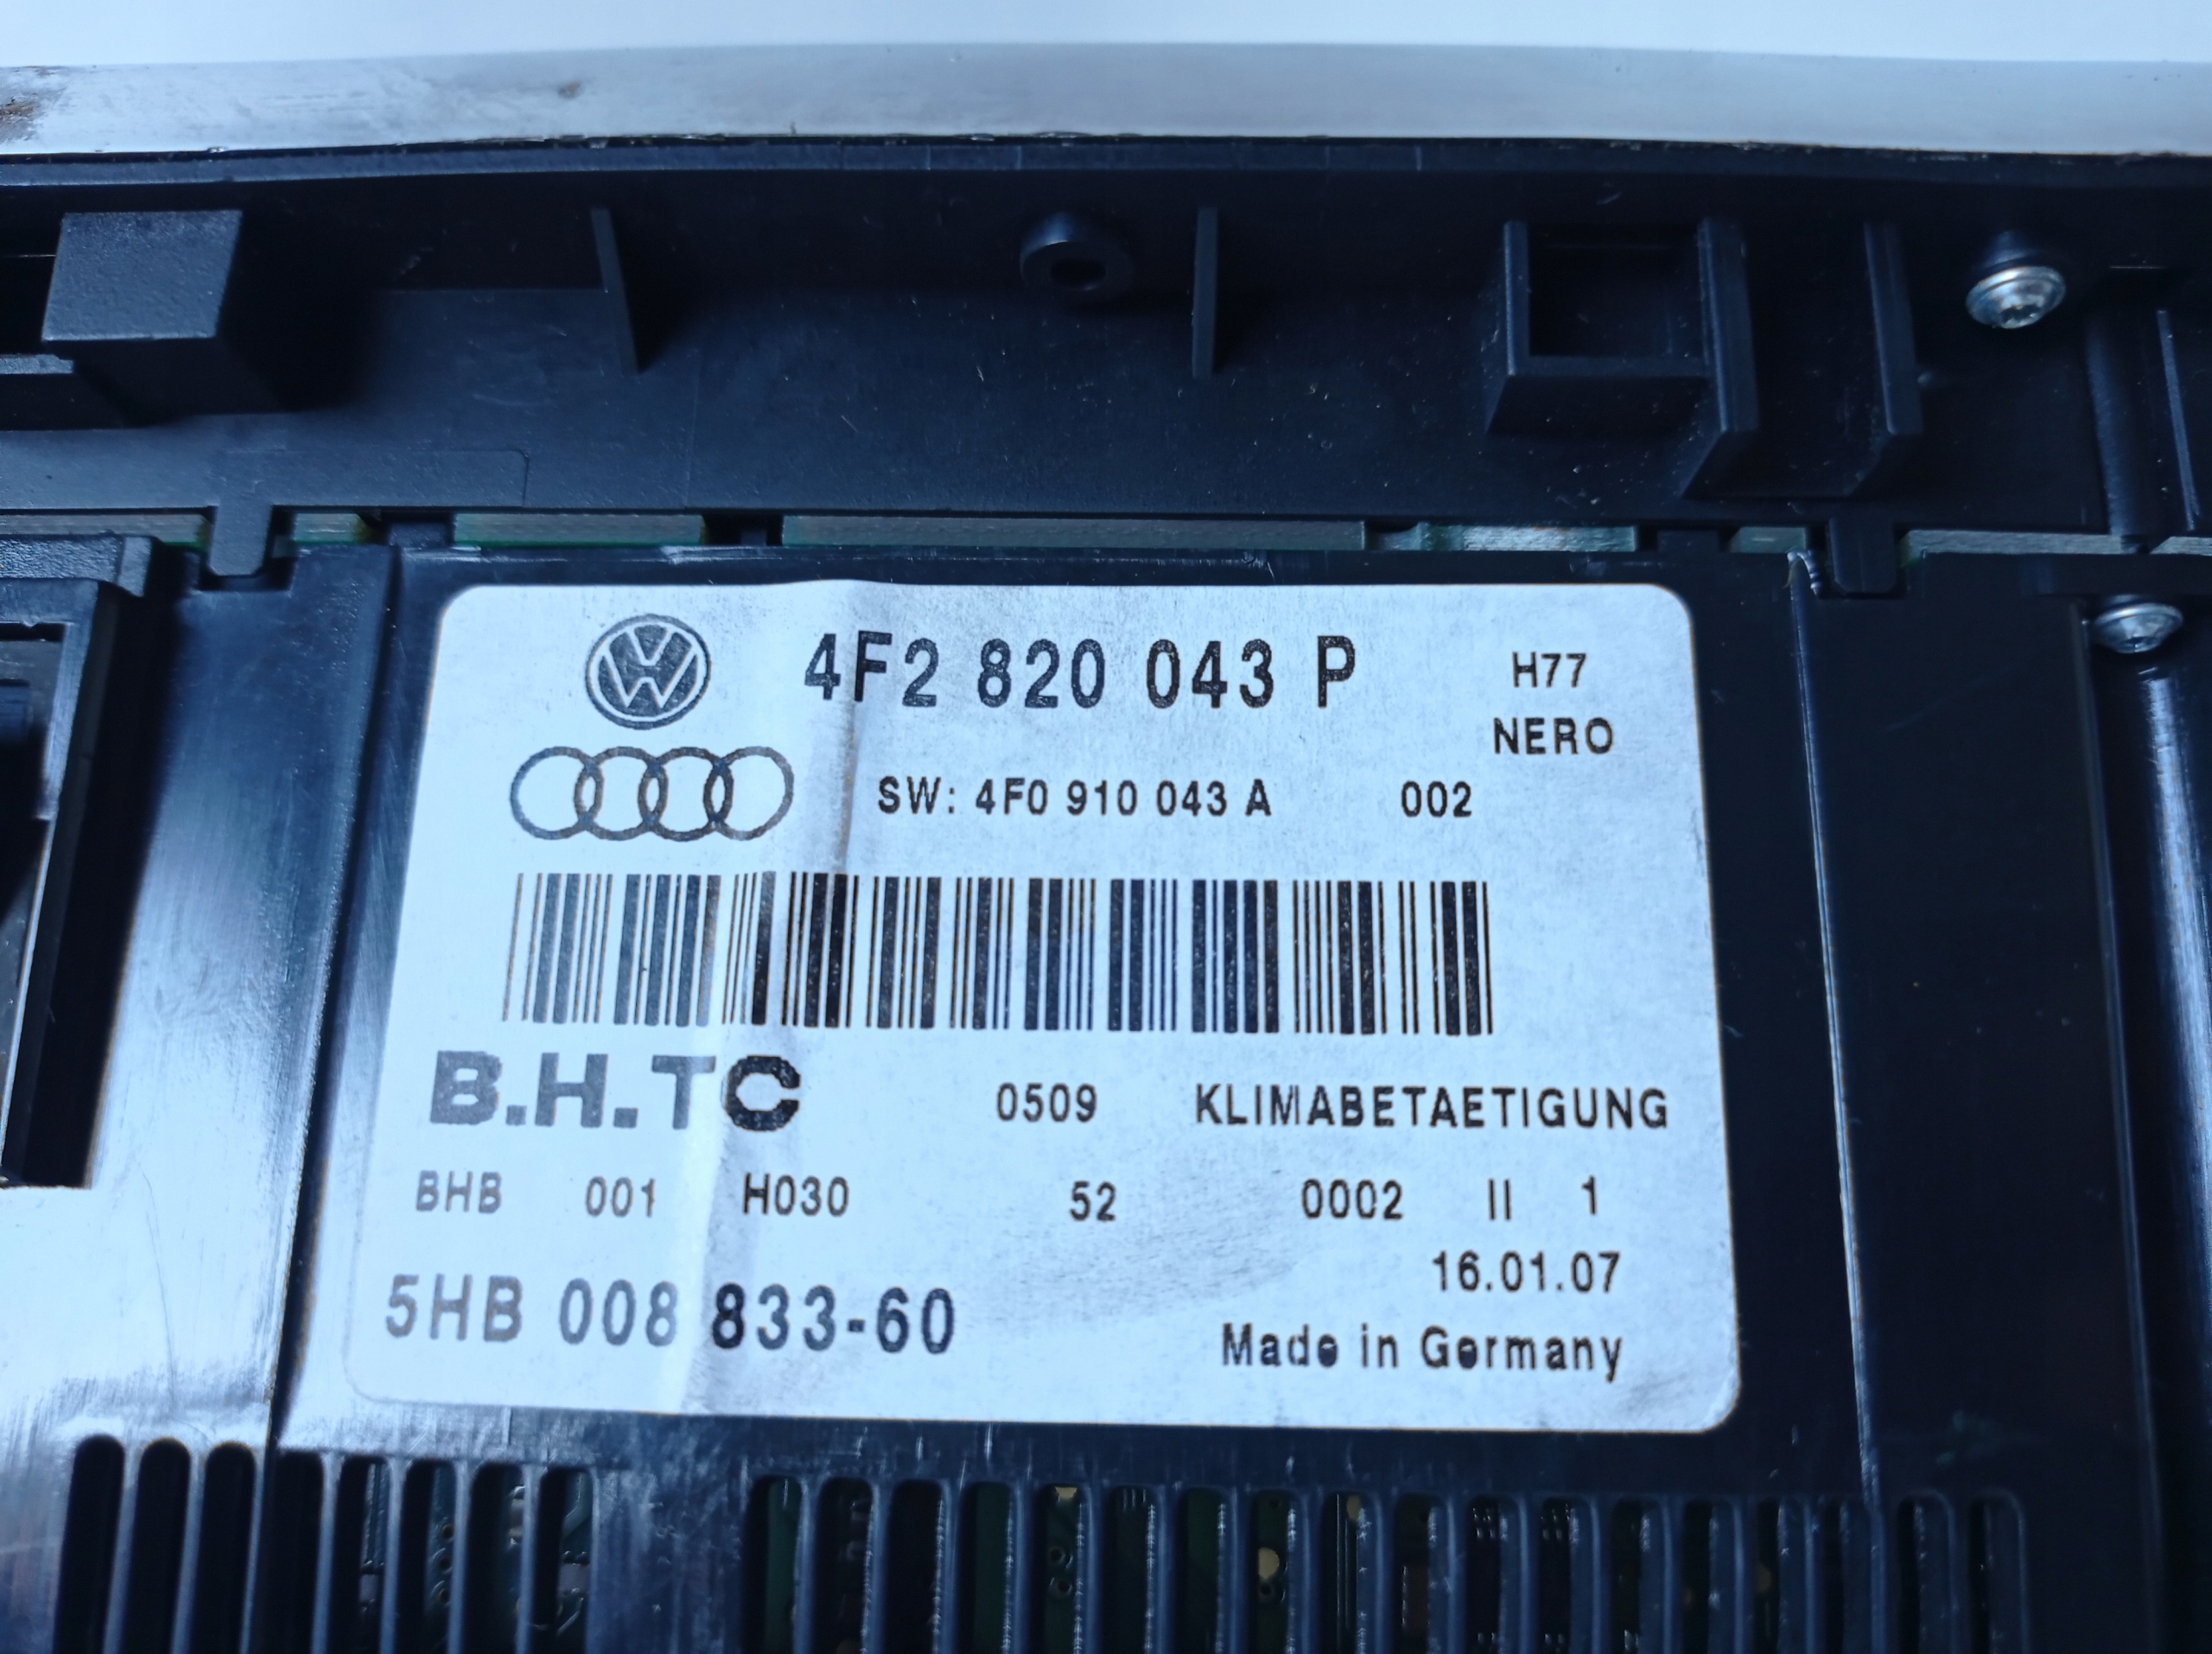 4F2 820 043 P H77
NERO
SW: 4F0 910 043 A 002
B.H.TC 0509 KLIMABETAETIGUNG
BHB 001 H030 52 0002 II 1
16.01.07
5HB 008 833-60
Made in Germany